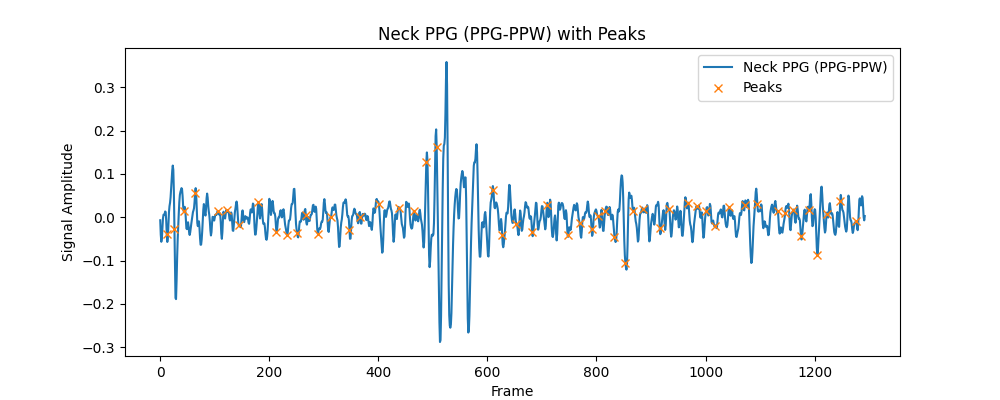 Neck PPG (PPG-PPW) with Peaks
Neck PPG (PPG-PPW)
Peaks
Signal Amplitude
0.3
0.2
0.1
0.0
−0.1
−0.2
−0.3
0 200 400 600 800 1000 1200
Frame